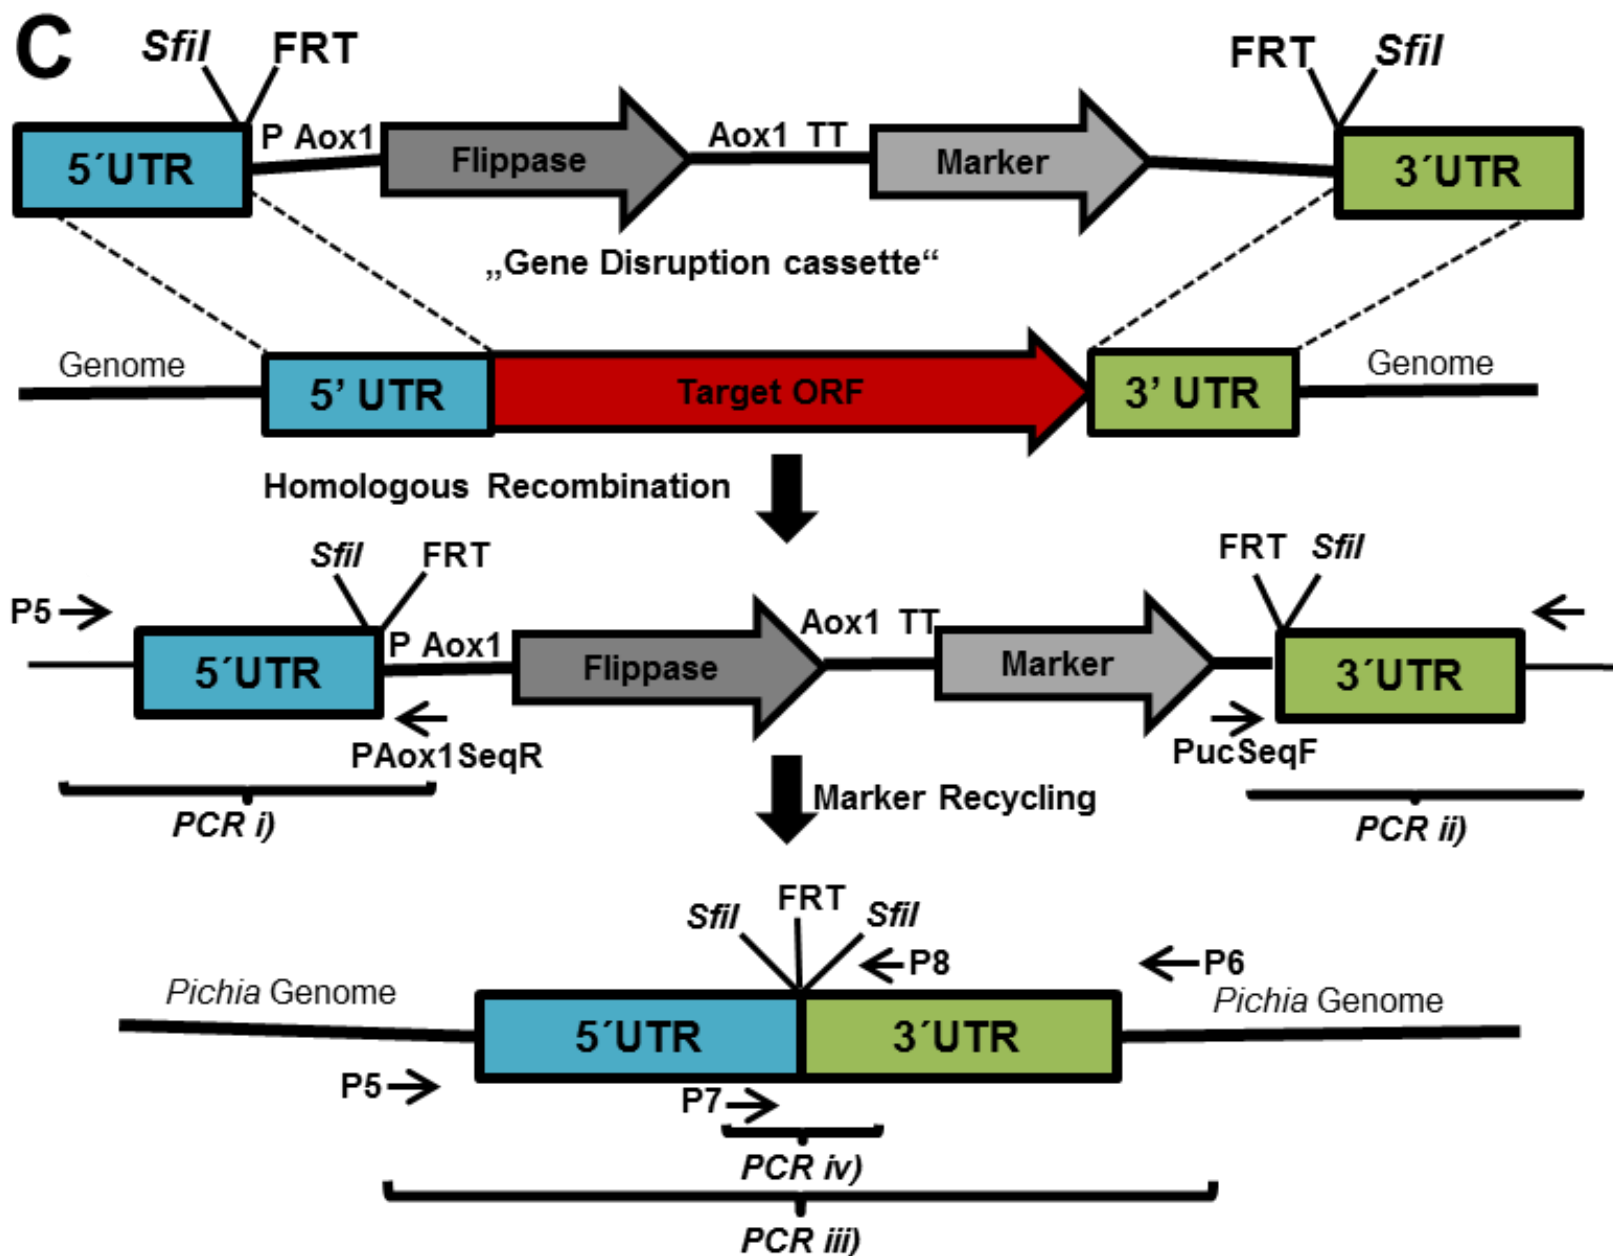 C
SfiI FRT
FRT SfiI
5´UTR
P Aox1
Flippase
Aox1 TT
Marker
3´UTR
„Gene Disruption cassette“
Genome
5’ UTR
Target ORF
3’ UTR
Genome
Homologous Recombination
SfiI FRT
FRT SfiI
P5
5´UTR
P Aox1
Flippase
Aox1 TT
Marker
3´UTR
PAox1SeqR
PucSeqF
PCR i)
Marker Recycling
PCR ii)
SfiI FRT SfiI
P8
P6
Pichia Genome
Pichia Genome
5´UTR
3´UTR
P5
P7
PCR iv)
PCR iii)